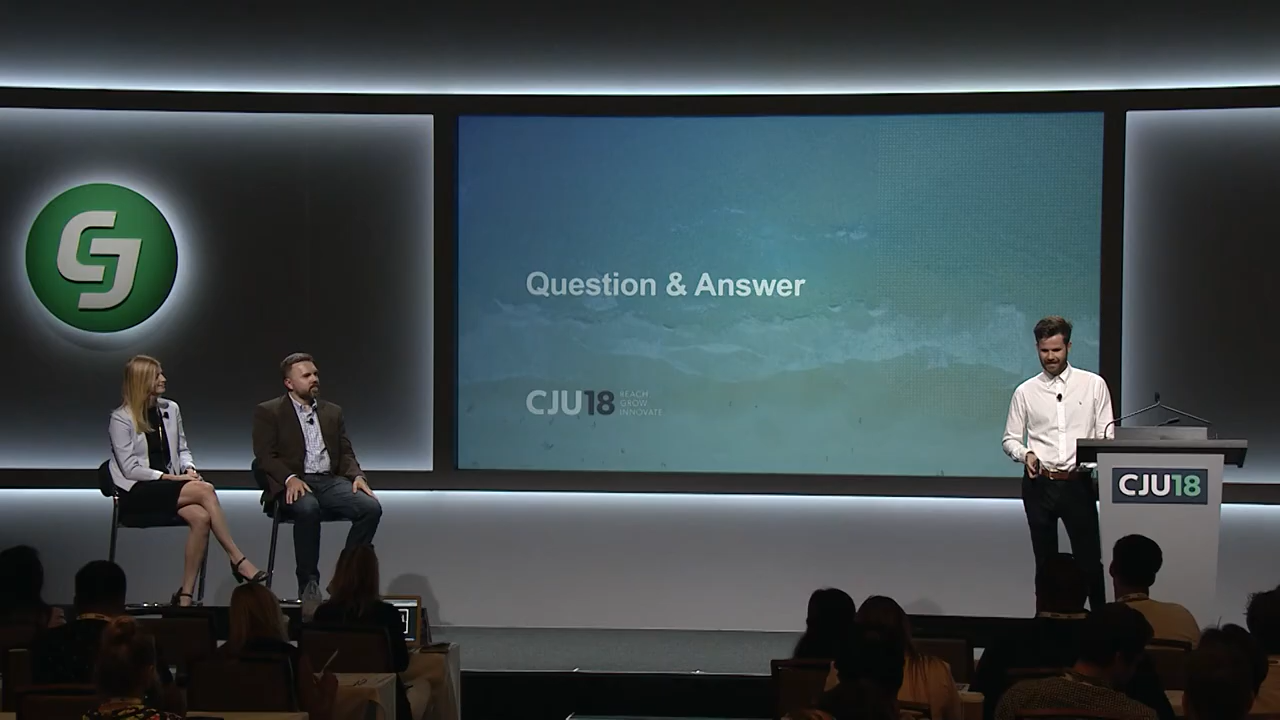 CJ
Question & Answer
CJU18
REACH
GROW
INNOVATE
CJU18